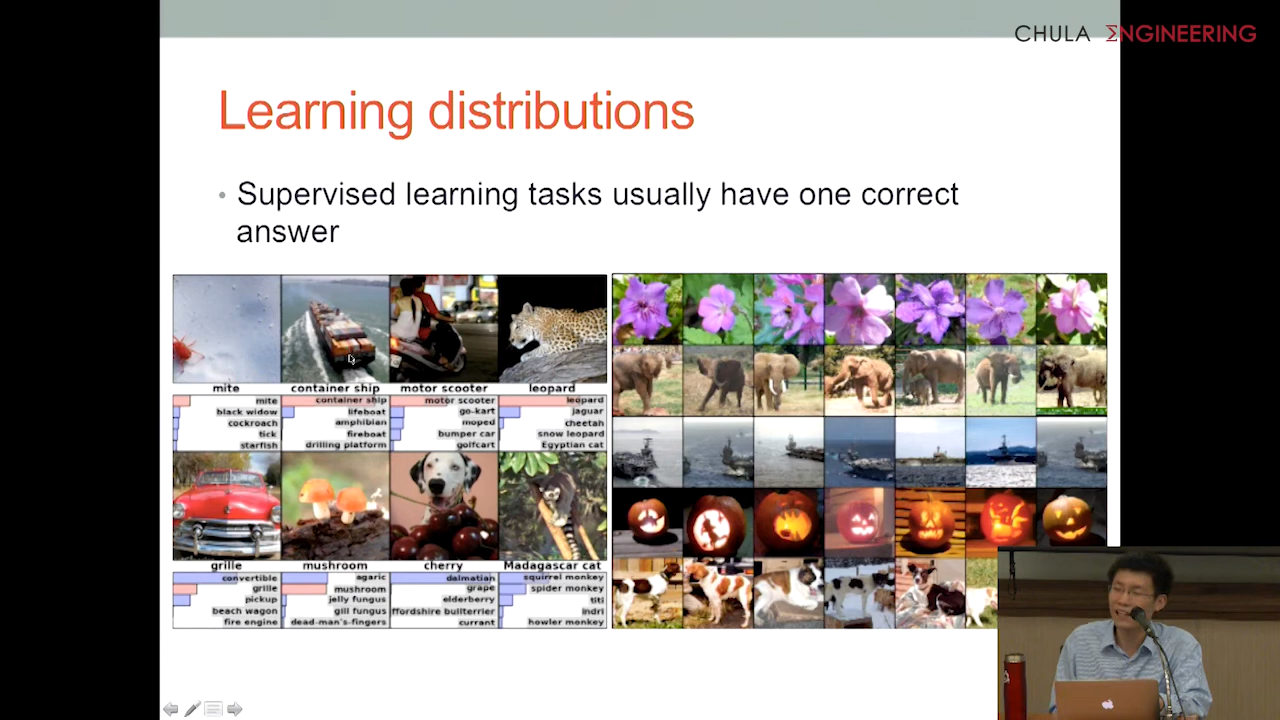 CHULA ΣNGINEERING
Learning distributions
• Supervised learning tasks usually have one correct
answer
mite
container ship
motor scooter
leopard
mite
black widow
cockroach
tick
starfish
container ship
lifeboat
amphibian
fireboat
drilling platform
motor scooter
go-kart
moped
bumper car
golfcart
leopard
jaguar
cheetah
snow leopard
Egyptian cat
grille
mushroom
cherry
Madagascar cat
convertible
grille
pickup
beach wagon
fire engine
agaric
mushroom
jelly fungus
gill fungus
dead-man's-fingers
dalmatian
grape
elderberry
ffordshire bullterrier
currant
squirrel monkey
spider monkey
titi
indri
howler monkey